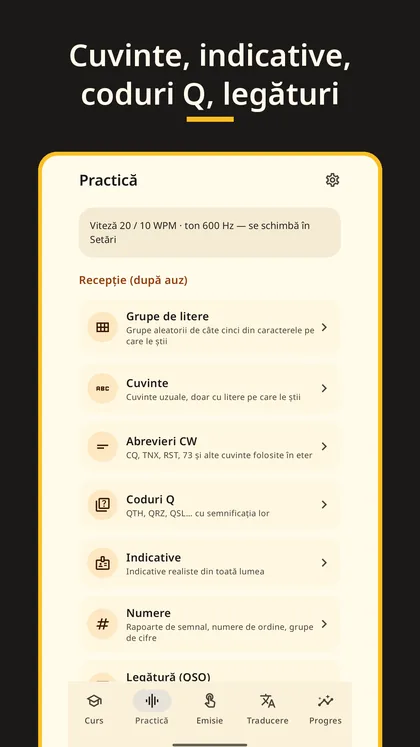 Cuvinte, indicative,
coduri Q, legături
Practică
Viteză 20 / 10 WPM · ton 600 Hz — se schimbă în
Setări
Recepție (după auz)
Grupe de litere
Grupe aleatorii de câte cinci din caracterele pe
care le știi
ABC
Cuvinte
Cuvinte uzuale, doar cu litere pe care le știi
Abrevieri CW
CQ, TNX, RST, 73 și alte cuvinte folosite în eter
Coduri Q
QTH, QRZ, QSL… cu semnificația lor
Indicative
Indicative realiste din toată lumea
Numere
Rapoarte de semnal, numere de ordine, grupe
de cifre
Legătură (QSO)
Curs
Practică
Emisie
Traducere
Progres